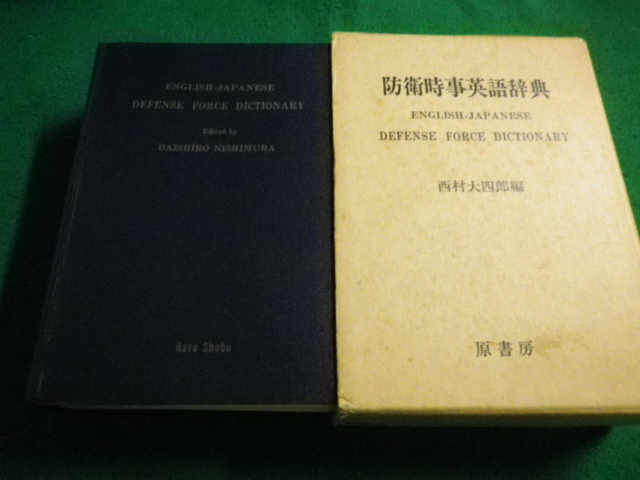 ENGLISH-JAPANESE
DEFENSE FORCE DICTIONARY
Edited by
DAISHIRO NISHIMURA
Hara Shobo
防衛時事英語辞典
ENGLISH-JAPANESE
DEFENSE FORCE DICTIONARY
西村大四郎編
原書房